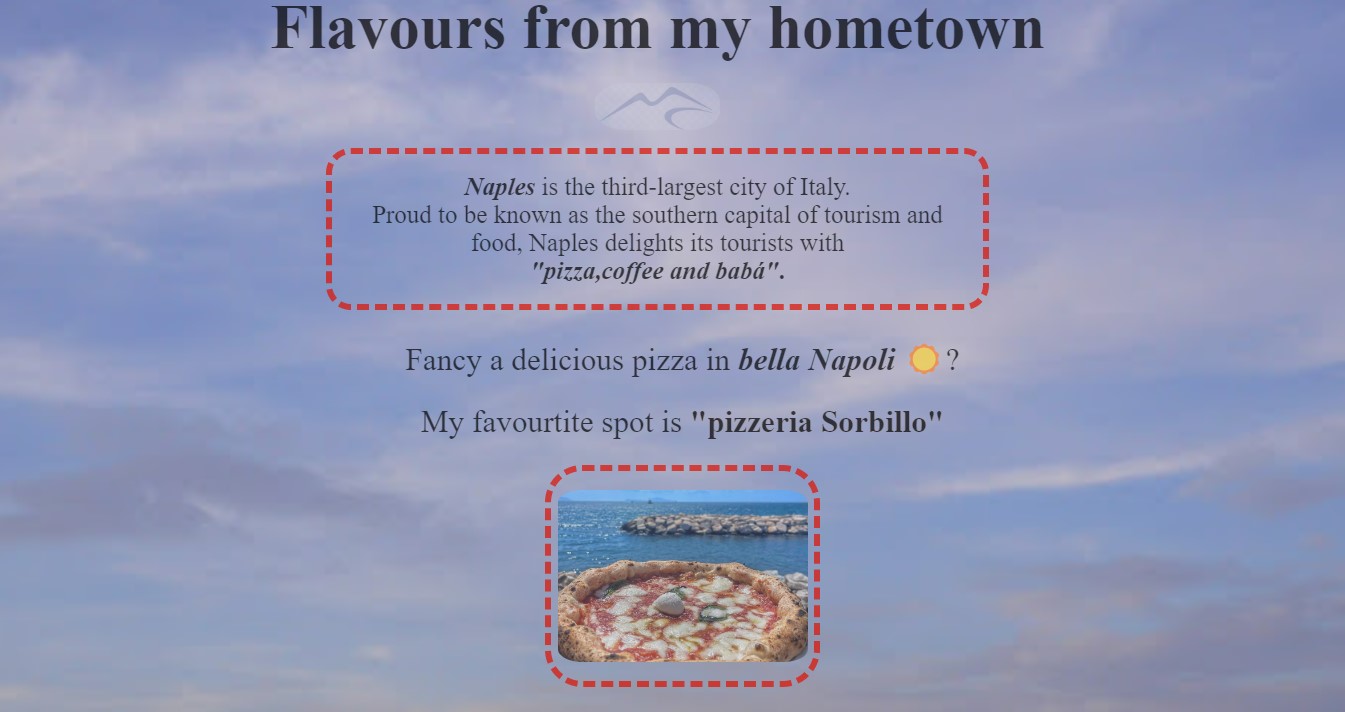 Flavours from my hometown
Naples is the third-largest city of Italy.
Proud to be known as the southern capital of tourism and
food, Naples delights its tourists with
"pizza,coffee and babá".
Fancy a delicious pizza in bella Napoli ?
My favourtite spot is "pizzeria Sorbillo"